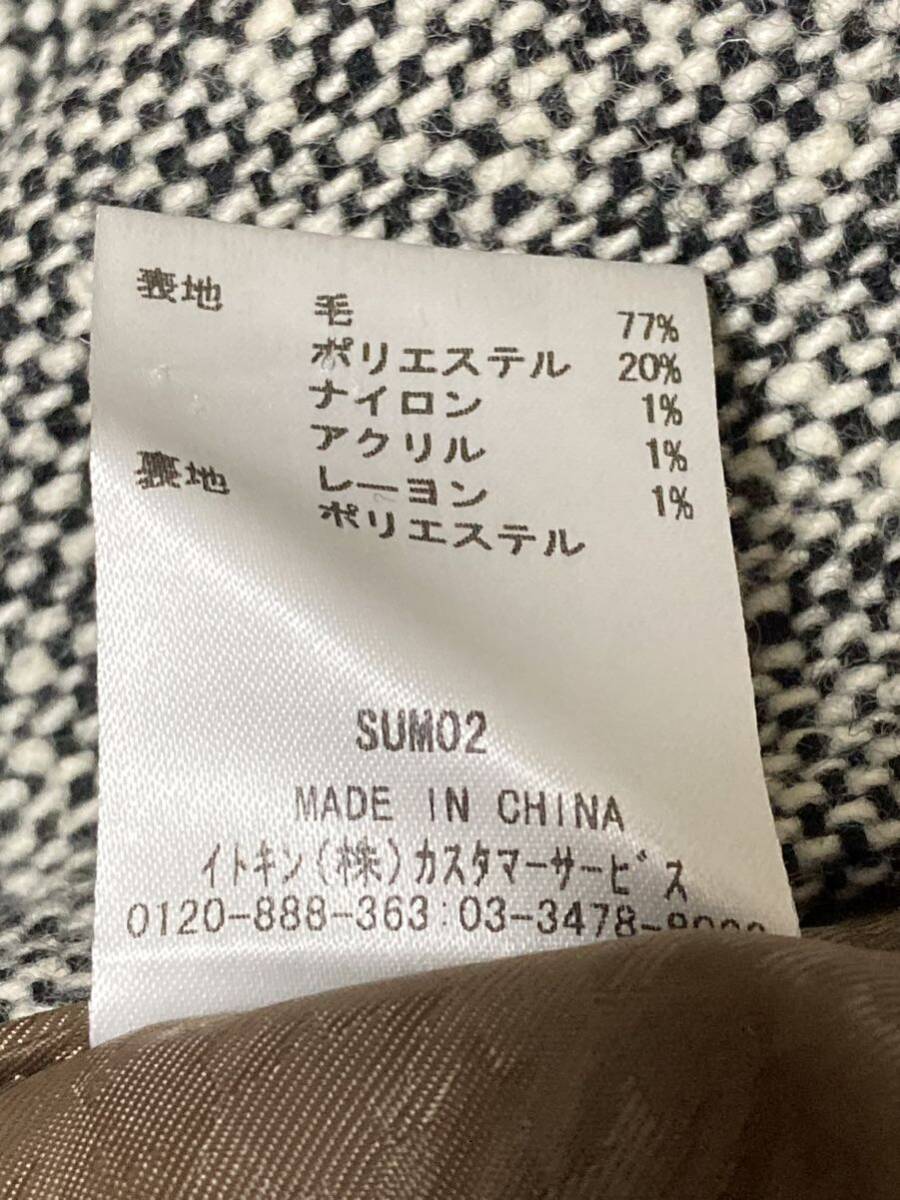 表地 毛 77%
ポリエステル 20%
ナイロン 1%
アクリル 1%
レーヨン 1%
裏地 ポリエステル
SUM02
MADE IN CHINA
イトキン(株)カスタマーサービス
0120-888-363:03-3478-